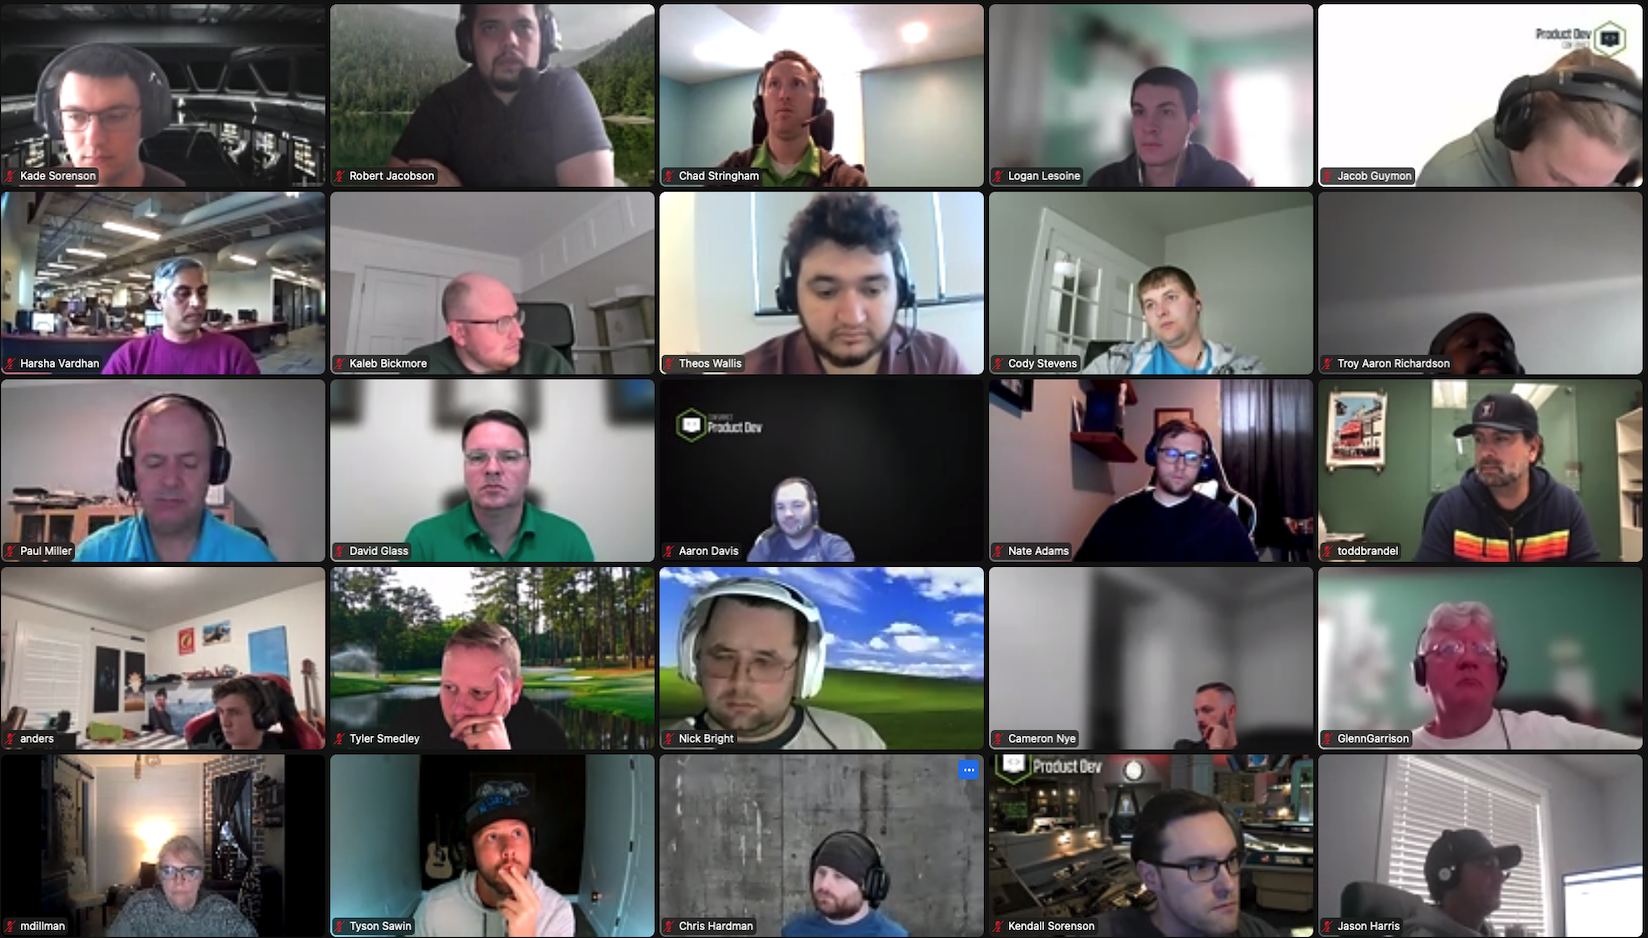 Product Dev
Kade Sorenson
Robert Jacobson
Chad Stringham
Logan Lesoine
Jacob Guymon
Harsha Vardhan
Kaleb Bickmore
Theos Wallis
Cody Stevens
Troy Aaron Richardson
Product Dev
Paul Miller
David Glass
Aaron Davis
Nate Adams
toddbrandel
anders
Tyler Smedley
Nick Bright
Cameron Nye
GlennGarrison
Product Dev
mdillman
Tyson Sawin
Chris Hardman
Kendall Sorenson
Jason Harris